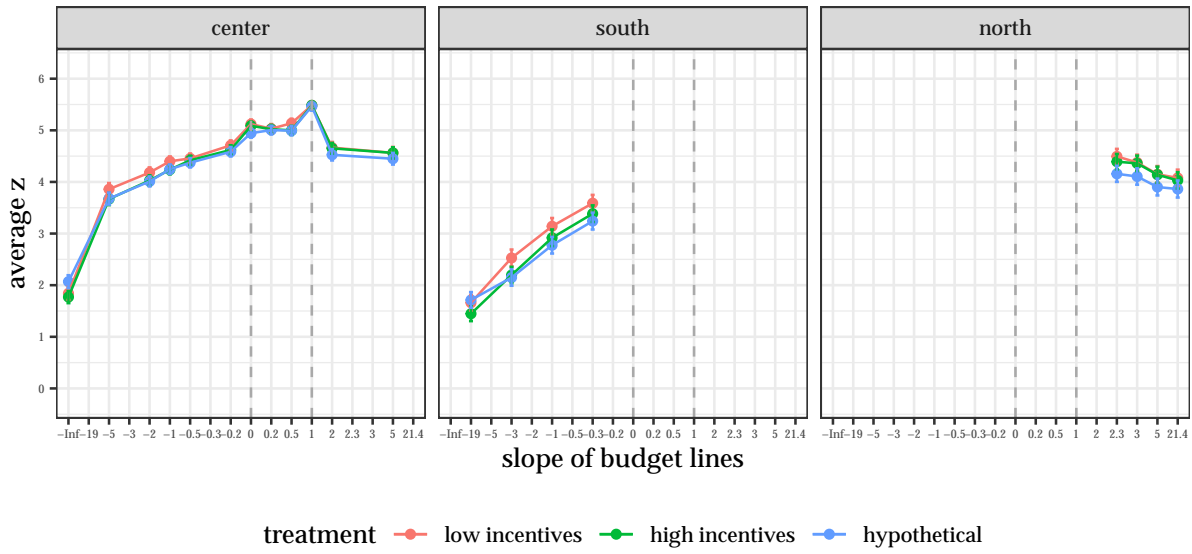 center south north
average z
6
5
4
3
2
1
0
−Inf −19 −5 −3 −2 −1 −0.5 −0.3 −0.2 0 0.2 0.5 1 2 2.3 3 5 21.4 −Inf −19 −5 −3 −2 −1 −0.5 −0.3 −0.2 0 0.2 0.5 1 2 2.3 3 5 21.4 −Inf −19 −5 −3 −2 −1 −0.5 −0.3 −0.2 0 0.2 0.5 1 2 2.3 3 5 21.4
slope of budget lines
treatment low incentives high incentives hypothetical